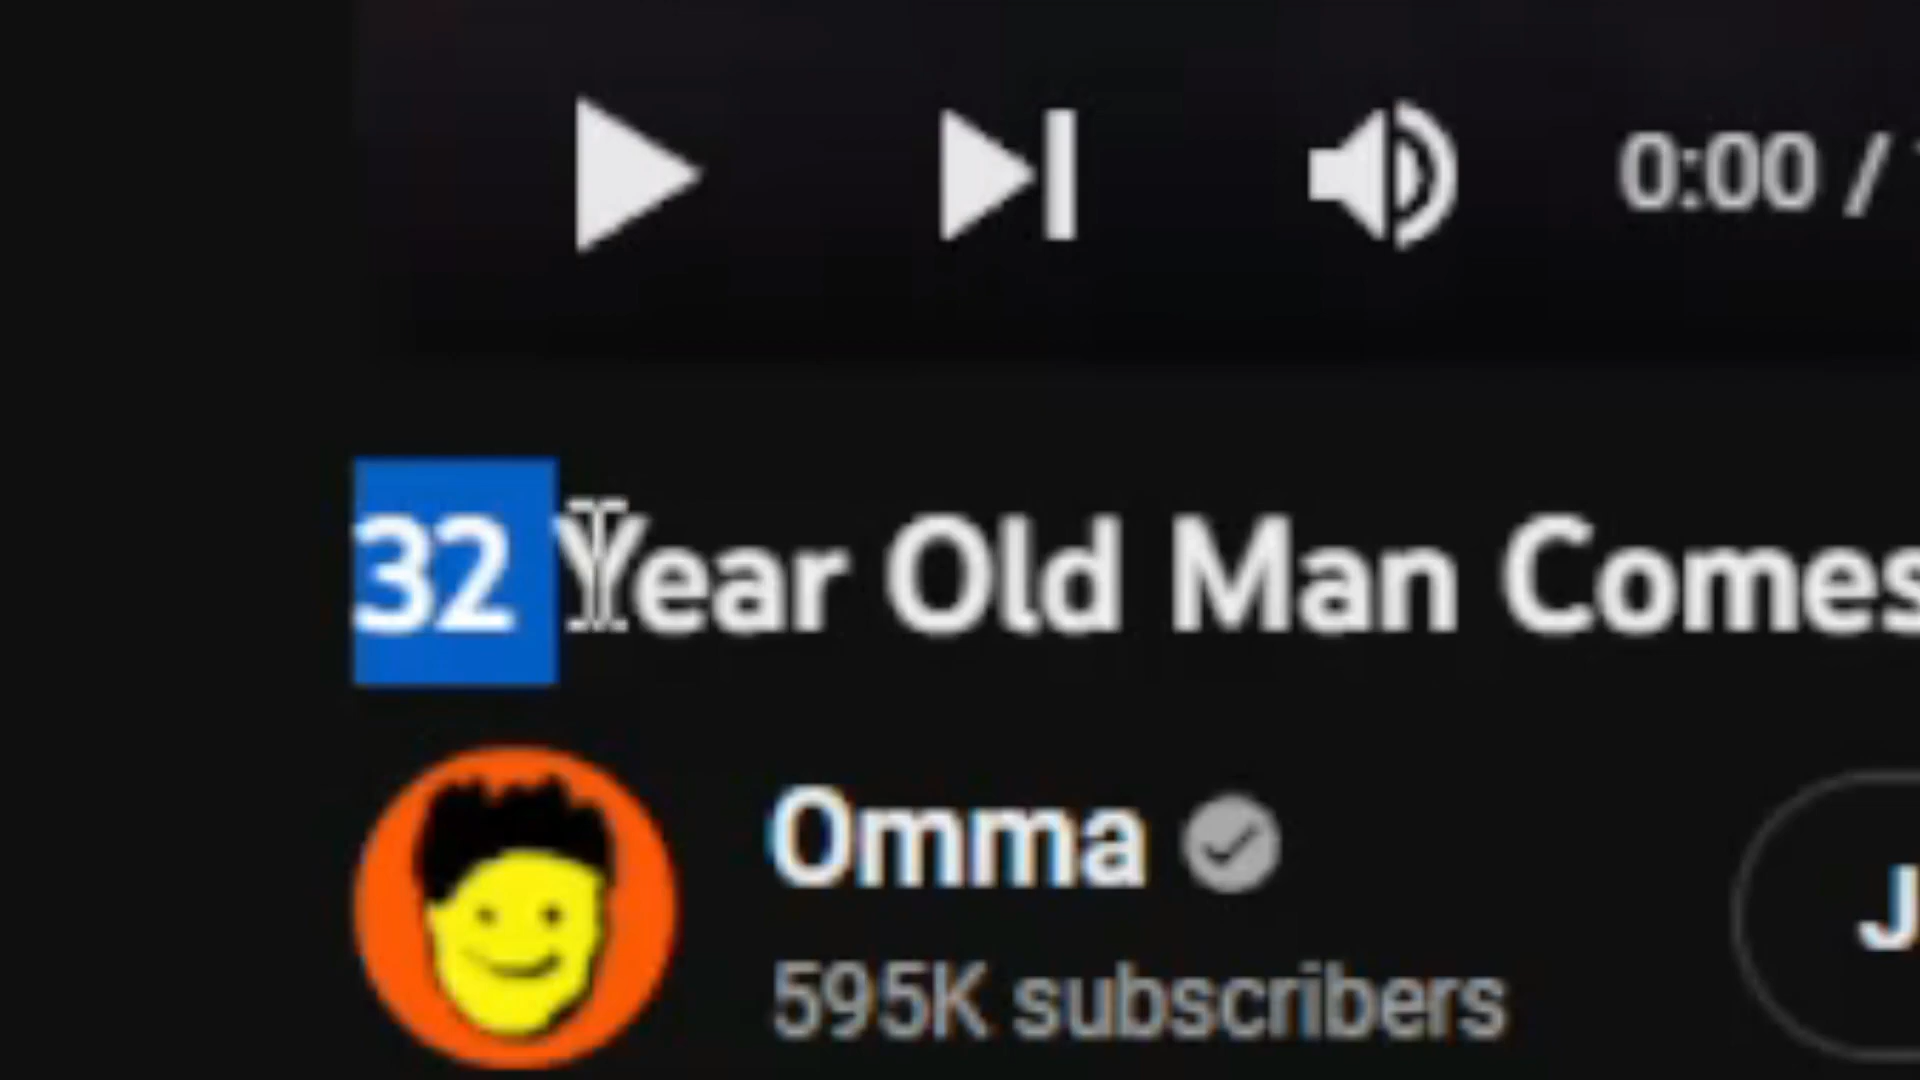 0:00 /
32 Year Old Man Comes
Omma
595K subscribers
J